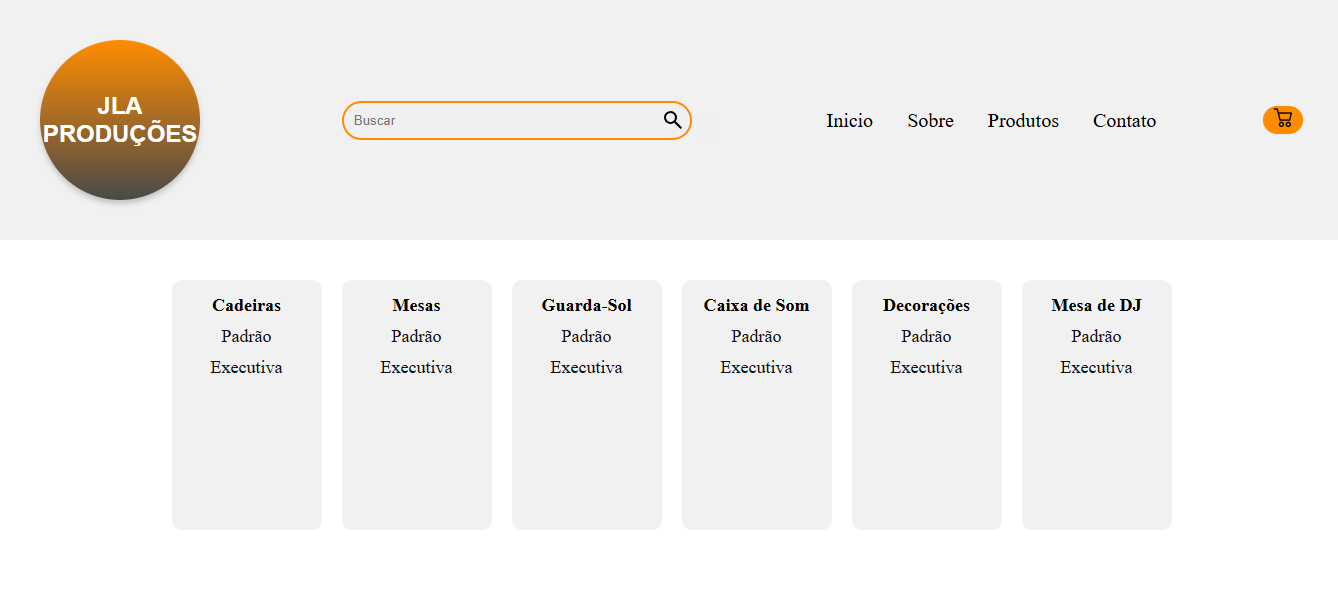 JLA
PRODUÇÕES
Buscar
Inicio Sobre Produtos Contato
Cadeiras
Padrão
Executiva
Mesas
Padrão
Executiva
Guarda-Sol
Padrão
Executiva
Caixa de Som
Padrão
Executiva
Decorações
Padrão
Executiva
Mesa de DJ
Padrão
Executiva